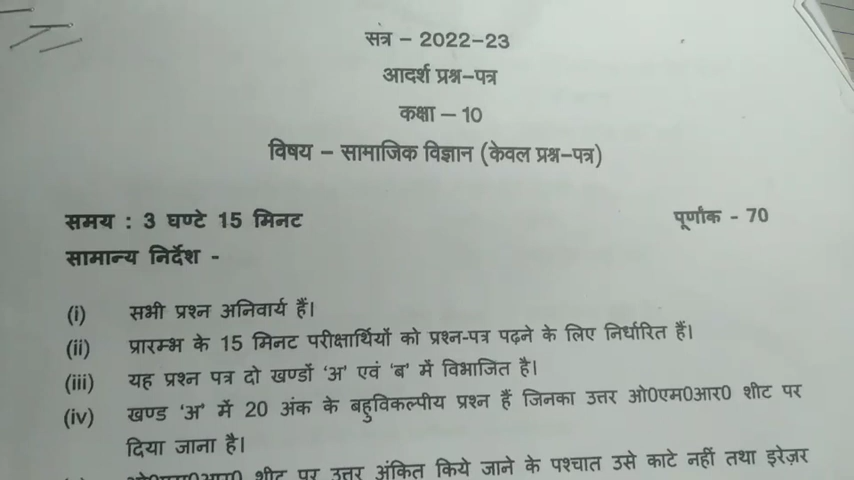 सत्र – 2022-23
आदर्श प्रश्न-पत्र
कक्षा – 10
विषय – सामाजिक विज्ञान (केवल प्रश्न-पत्र)
समय : 3 घण्टे 15 मिनट पूर्णांक - 70
सामान्य निर्देश -
(i) सभी प्रश्न अनिवार्य हैं।
(ii) प्रारम्भ के 15 मिनट परीक्षार्थियों को प्रश्न-पत्र पढ़ने के लिए निर्धारित हैं।
(iii) यह प्रश्न पत्र दो खण्डों ‘अ’ एवं ‘ब’ में विभाजित है।
(iv) खण्ड ‘अ’ में 20 अंक के बहुविकल्पीय प्रश्न हैं जिनका उत्तर ओ0एम0आर0 शीट पर
दिया जाना है।
ओ0एम0आर0 शीट पर उत्तर अंकित किये जाने के पश्चात उसे काटे नहीं तथा इरेज़र